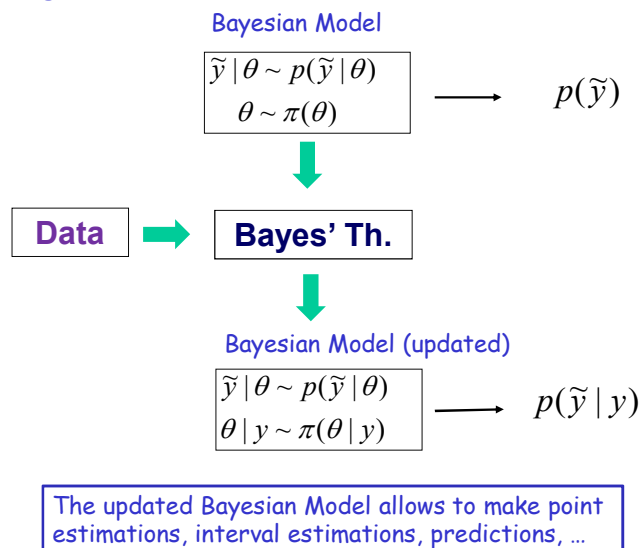 Bayesian Model
ỹ | θ ~ p(ỹ | θ)
θ ~ π(θ)
p(ỹ)
Data
Bayes' Th.
Bayesian Model (updated)
ỹ | θ ~ p(ỹ | θ)
θ | y ~ π(θ | y)
p(ỹ | y)
The updated Bayesian Model allows to make point
estimations, interval estimations, predictions, …